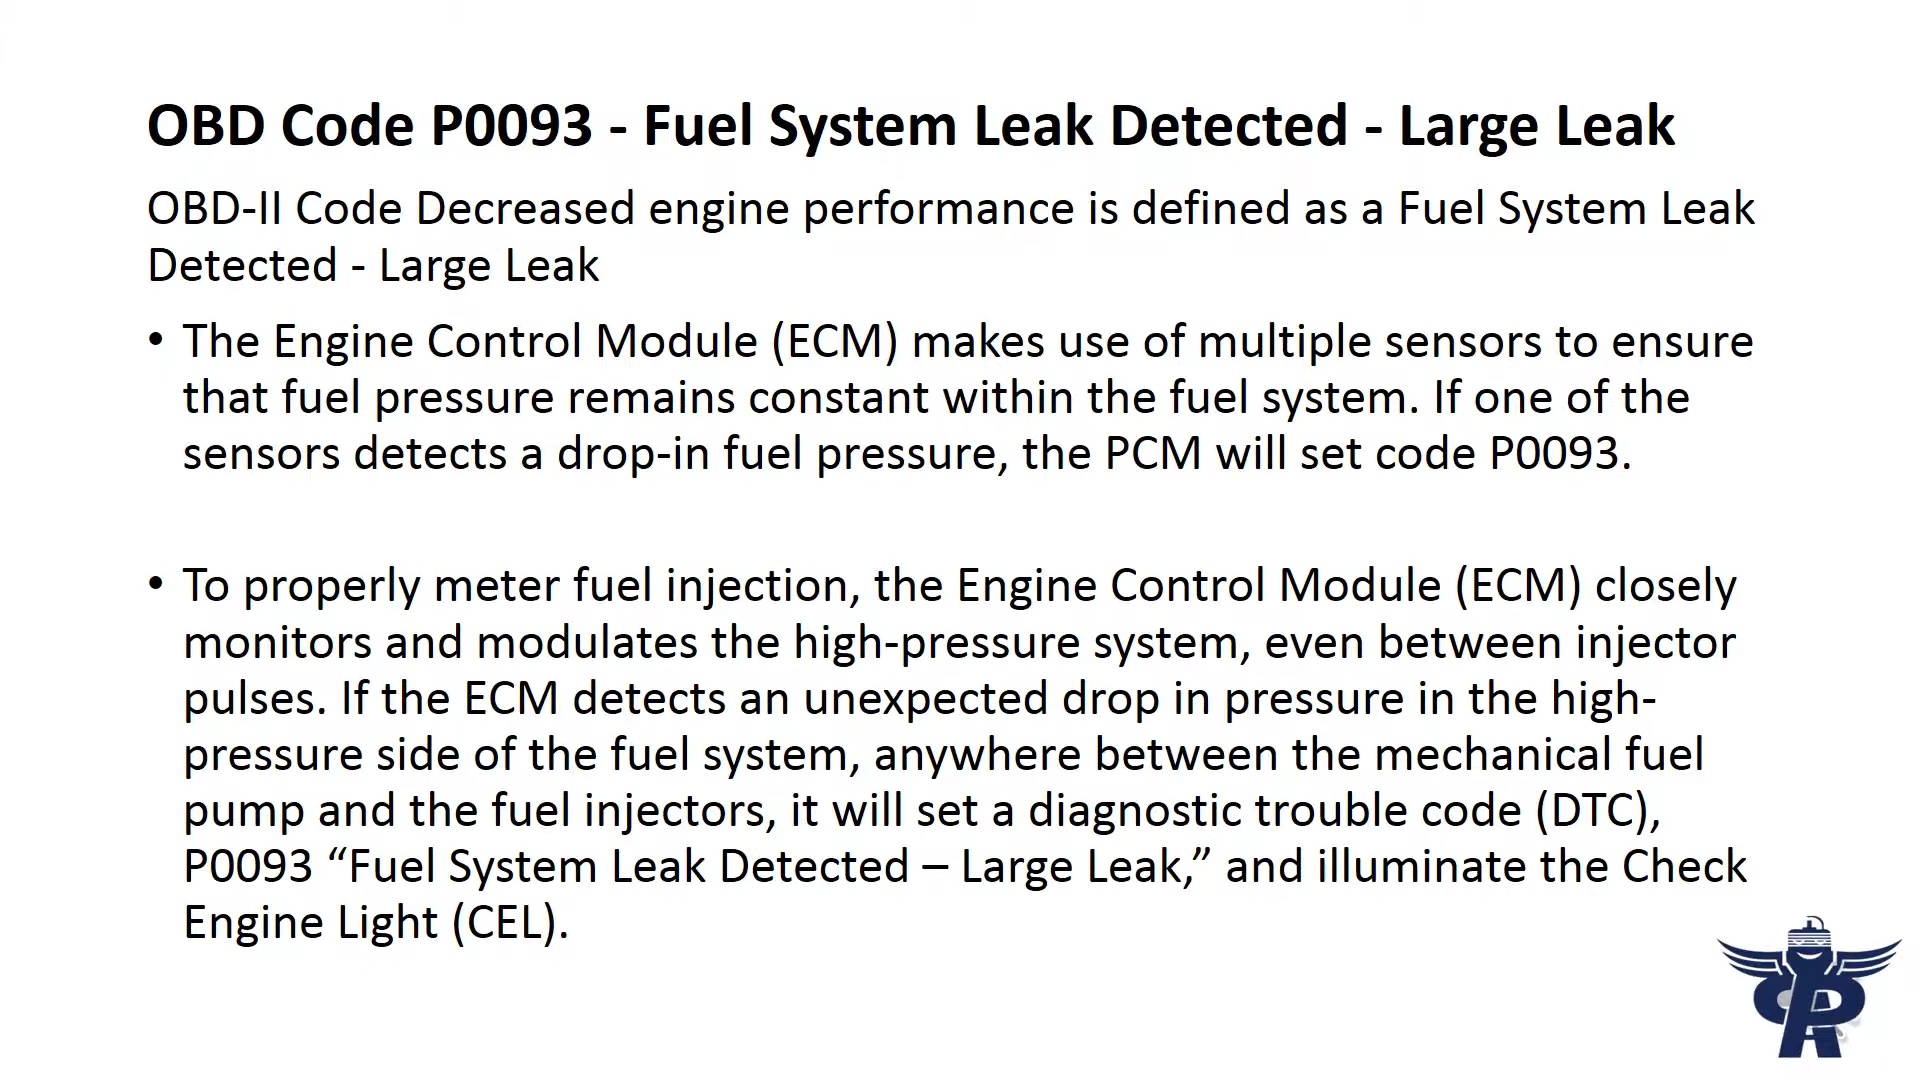 OBD Code P0093 - Fuel System Leak Detected - Large Leak
OBD-II Code Decreased engine performance is defined as a Fuel System Leak
Detected - Large Leak
• The Engine Control Module (ECM) makes use of multiple sensors to ensure
that fuel pressure remains constant within the fuel system. If one of the
sensors detects a drop-in fuel pressure, the PCM will set code P0093.
• To properly meter fuel injection, the Engine Control Module (ECM) closely
monitors and modulates the high-pressure system, even between injector
pulses. If the ECM detects an unexpected drop in pressure in the high-
pressure side of the fuel system, anywhere between the mechanical fuel
pump and the fuel injectors, it will set a diagnostic trouble code (DTC),
P0093 “Fuel System Leak Detected – Large Leak,” and illuminate the Check
Engine Light (CEL).